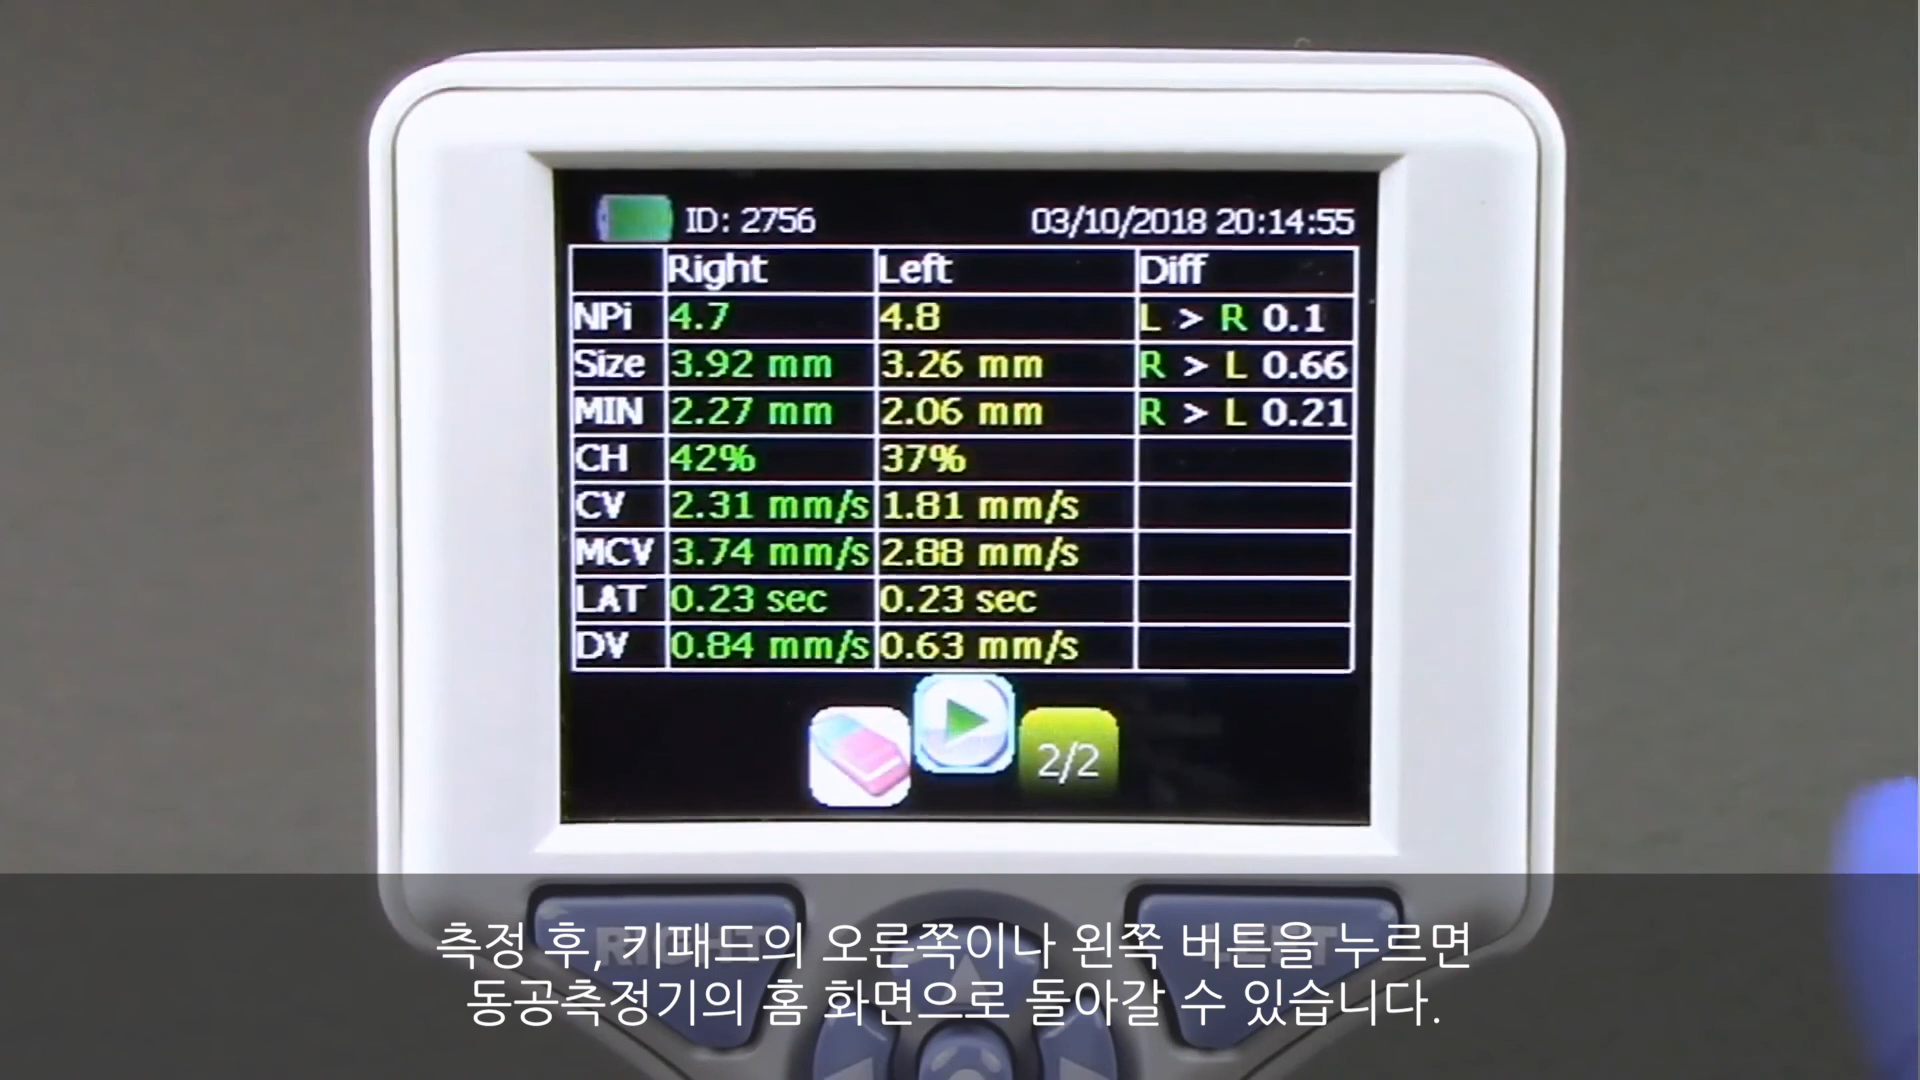 ID: 2756 03/10/2018 20:14:55
Right Left Diff
NPi 4.7 4.8 L > R 0.1
Size 3.92 mm 3.26 mm R > L 0.66
MIN 2.27 mm 2.06 mm R > L 0.21
CH 42% 37%
CV 2.31 mm/s 1.81 mm/s
MCV 3.74 mm/s 2.88 mm/s
LAT 0.23 sec 0.23 sec
DV 0.84 mm/s 0.63 mm/s
2/2
RIGHT LEFT
측정 후, 키패드의 오른쪽이나 왼쪽 버튼을 누르면
동공측정기의 홈 화면으로 돌아갈 수 있습니다.